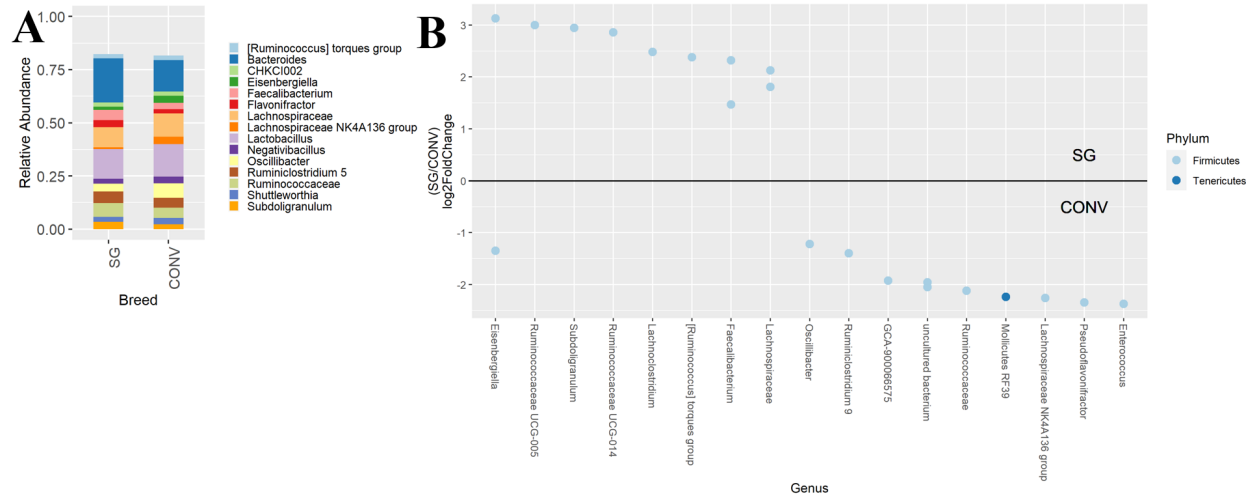 A
1.00
0.75
0.50
0.25
0.00
Relative Abundance
SG
CONV
Breed
[Ruminococcus] torques group
Bacteroides
CHKCI002
Eisenbergiella
Faecalibacterium
Flavonifractor
Lachnospiraceae
Lachnospiraceae NK4A136 group
Lactobacillus
Negativibacillus
Oscillibacter
Ruminiclostridium 5
Ruminococcaceae
Shuttleworthia
Subdoligranulum
B
3
2
1
0
-1
-2
(SG/CONV)
log2FoldChange
SG
CONV
Eisenbergiella
Ruminococcaceae UCG-005
Subdoligranulum
Ruminococcaceae UCG-014
Lachnoclostridium
[Ruminococcus] torques group
Faecalibacterium
Lachnospiraceae
Oscillibacter
Ruminiclostridium 9
GCA-900066575
uncultured bacterium
Ruminococcaceae
Mollicutes RF39
Lachnospiraceae NK4A136 group
Pseudoflavonifractor
Enterococcus
Genus
Phylum
Firmicutes
Tenericutes